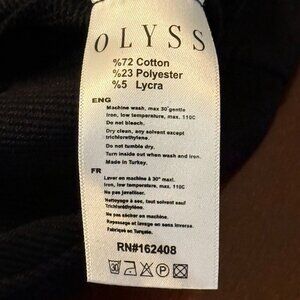 OLYSS
%72 Cotton
%23 Polyester
%5 Lycra
ENG
Machine wash, max 30°gentle
Iron, low temperature, max. 110C
Do not bleach.
Dry clean, any solvent except
trichlorethylene.
Do not tumble dry.
Turn inside out when wash and iron.
Made in Turkey.
FR
Laver en machine à 30° maxi.
Iron, low temperature, max. 110C
Ne pas javelliser.
Nettoyage à sec, tout solvant sauf
Ne pas sécher en machine.
Repassage et lavage en sens inverse.
Fabriqué en Turquie.
RN#162408
30